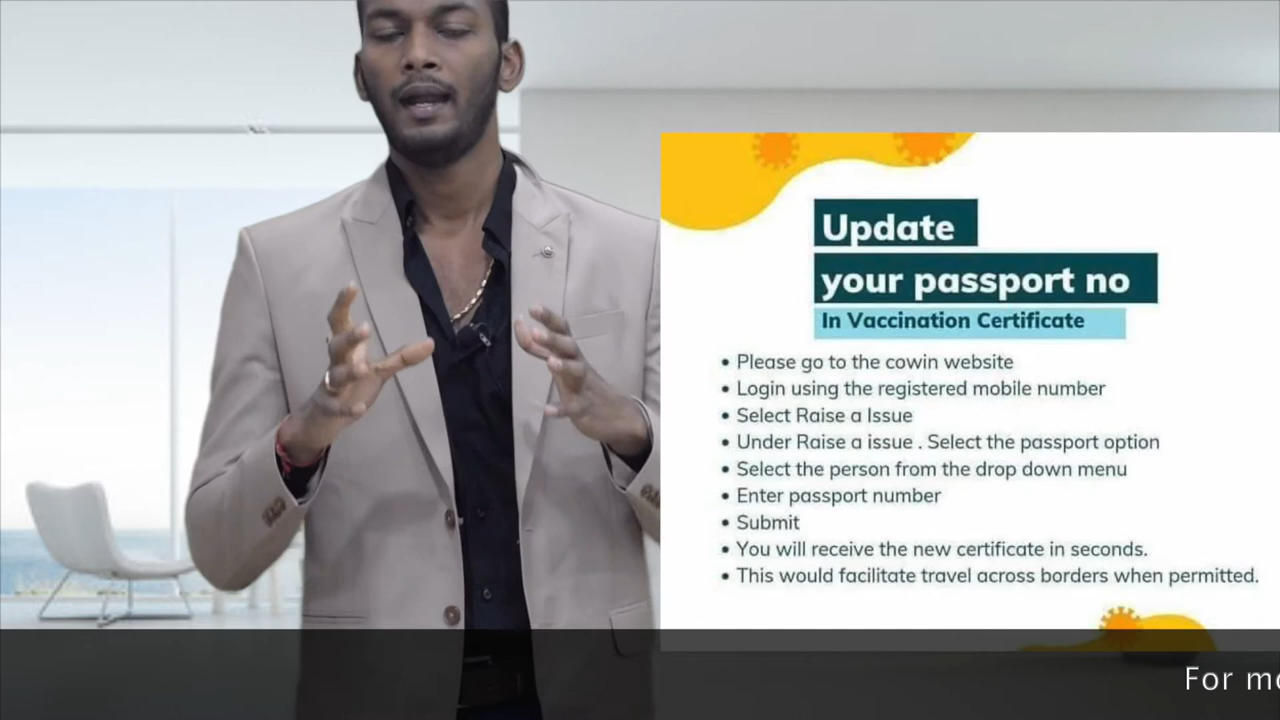 Update
your passport no
In Vaccination Certificate
• Please go to the cowin website
• Login using the registered mobile number
• Select Raise a Issue
• Under Raise a issue . Select the passport option
• Select the person from the drop down menu
• Enter passport number
• Submit
• You will receive the new certificate in seconds.
• This would facilitate travel across borders when permitted.
For